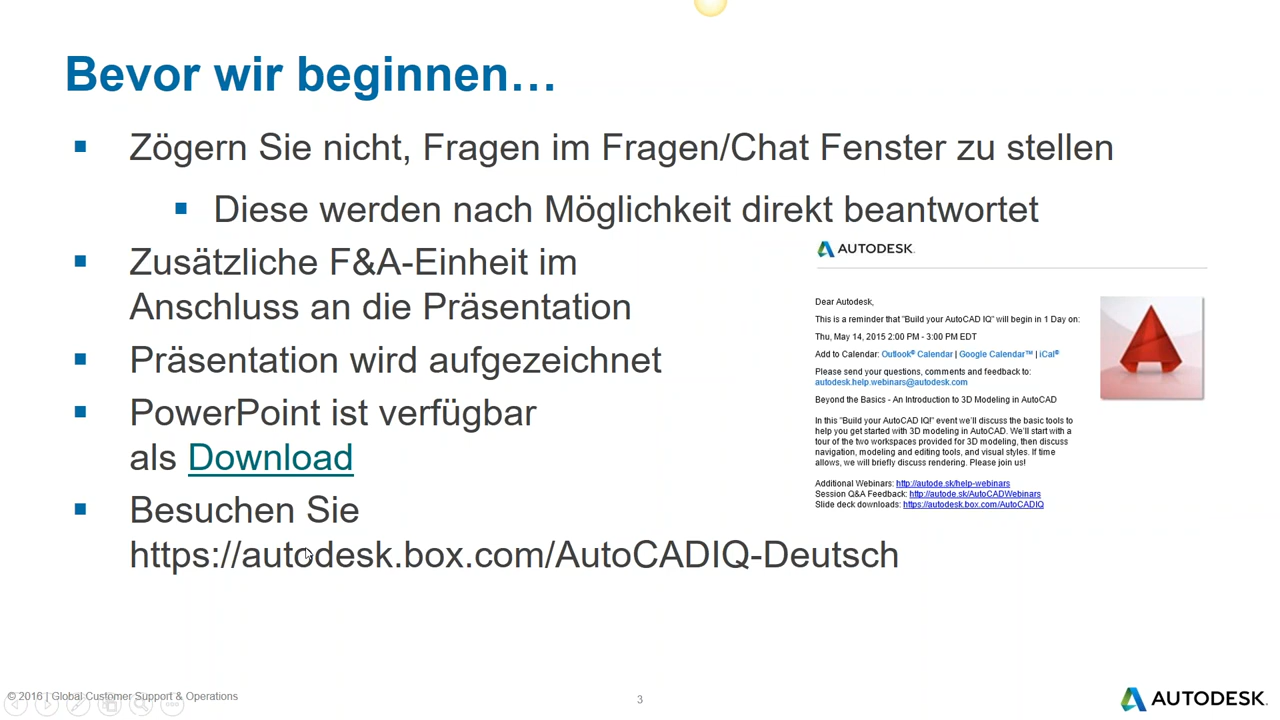 Bevor wir beginnen…
Zögern Sie nicht, Fragen im Fragen/Chat Fenster zu stellen
Diese werden nach Möglichkeit direkt beantwortet
Zusätzliche F&A-Einheit im
Anschluss an die Präsentation
Präsentation wird aufgezeichnet
PowerPoint ist verfügbar
als Download
Besuchen Sie
https://autodesk.box.com/AutoCADIQ-Deutsch
AUTODESK.
Dear Autodesk,
This is a reminder that "Build your AutoCAD IQ" will begin in 1 Day on:
Thu, May 14, 2015 2:00 PM - 3:00 PM EDT
Add to Calendar: Outlook® Calendar | Google Calendar™ | iCal®
Please send your questions, comments and feedback to:
autodesk.help.webinars@autodesk.com
Beyond the Basics - An Introduction to 3D Modeling in AutoCAD
In this "Build your AutoCAD IQ!" event we'll discuss the basic tools to
help you get started with 3D modeling in AutoCAD. We'll start with a
tour of the two workspaces provided for 3D modeling, then discuss
navigation, modeling and editing tools, and visual styles. If time
allows, we will briefly discuss rendering. Please join us!
Additional Webinars: http://autode.sk/help-webinars
Session Q&A Feedback: http://autode.sk/AutoCADWebinars
Slide deck downloads: https://autodesk.box.com/AutoCADIQ
© 2016 | Global Customer Support & Operations
3
AUTODESK.